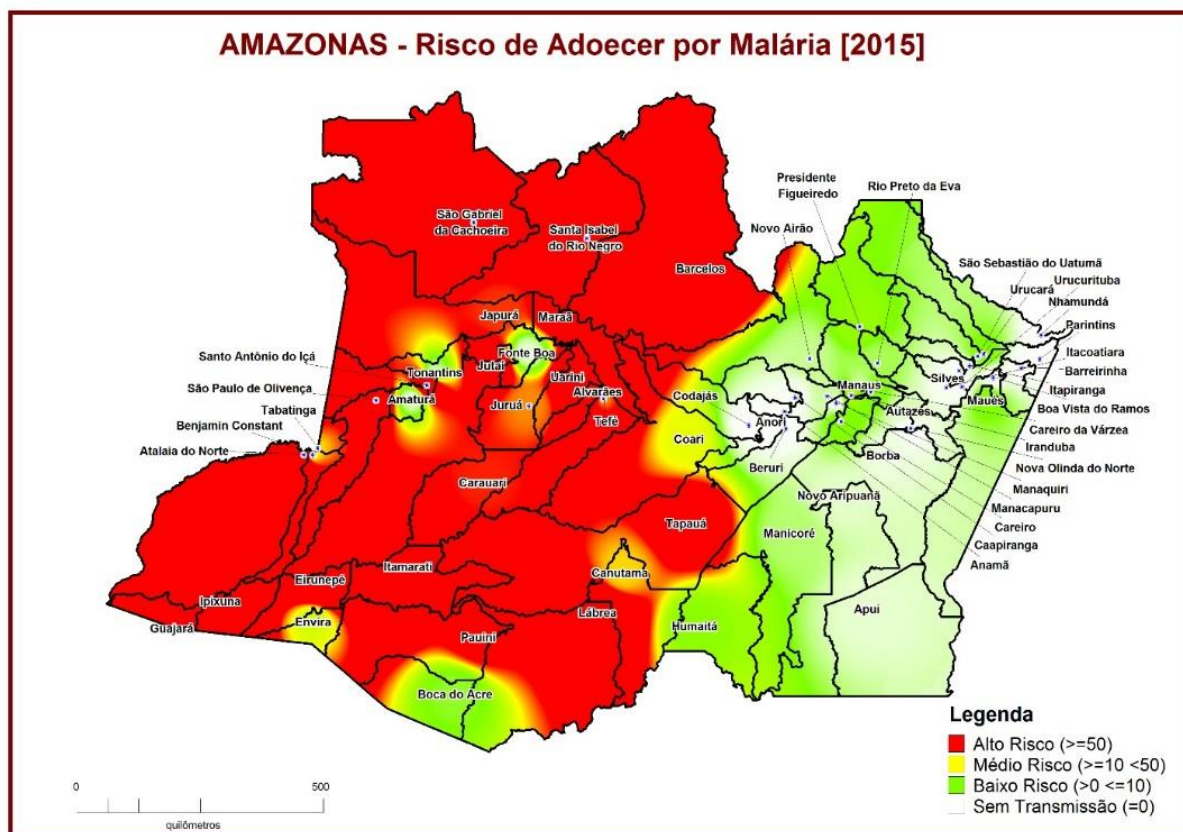 AMAZONAS - Risco de Adoecer por Malária [2015]
Presidente
Figueiredo
Rio Preto da Eva
Novo Airão
São Gabriel
da Cachoeira
Santa Isabel
do Rio Negro
Barcelos
São Sebastião do Uatumã
Urucurituba
Urucará
Nhamundá
Parintins
Japurá
Maraã
Santo Antônio do Içá
Fonte Boa
Jutaí
Tonantins
Uarini
Itacoatiara
Barreirinha
São Paulo de Olivença
Amaturá
Juruá
Alvarães
Codajás
Manaus
Silves
Itapiranga
Maués
Tabatinga
Tefé
Anori
Autazes
Boa Vista do Ramos
Benjamin Constant
Coari
Careiro da Várzea
Iranduba
Atalaia do Norte
Beruri
Borba
Nova Olinda do Norte
Carauari
Manaquiri
Novo Aripuanã
Manacapuru
Tapauá
Manicoré
Careiro
Caapiranga
Itamarati
Canutama
Anamã
Eirunepé
Ipixuna
Lábrea
Apuí
Guajará
Envira
Pauini
Humaitá
Boca do Acre
Legenda
Alto Risco (>=50)
Médio Risco (>=10 <50)
Baixo Risco (>0 <=10)
Sem Transmissão (=0)
0 500
quilômetros